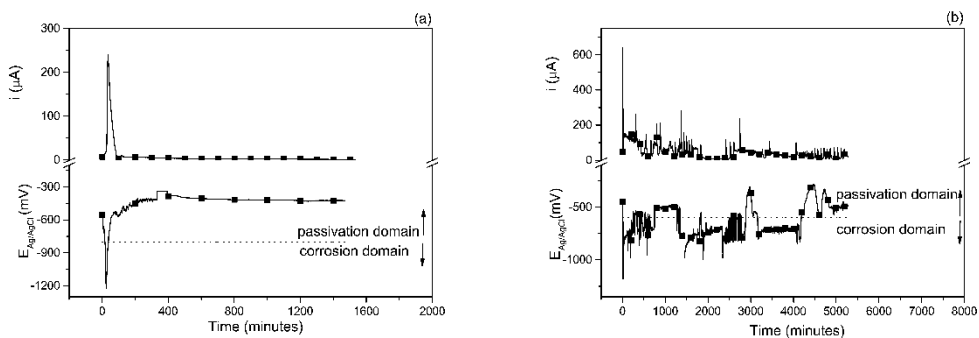 (a)
i (µA)
300
200
100
0
E Ag/AgCl (mV)
-300
-600
-900
-1200
passivation domain
corrosion domain
0 400 800 1200 1600 2000
Time (minutes)
(b)
i (µA)
600
400
200
0
E Ag/AgCl (mV)
-500
-1000
passivation domain
corrosion domain
0 1000 2000 3000 4000 5000 6000 7000 8000
Time (minutes)